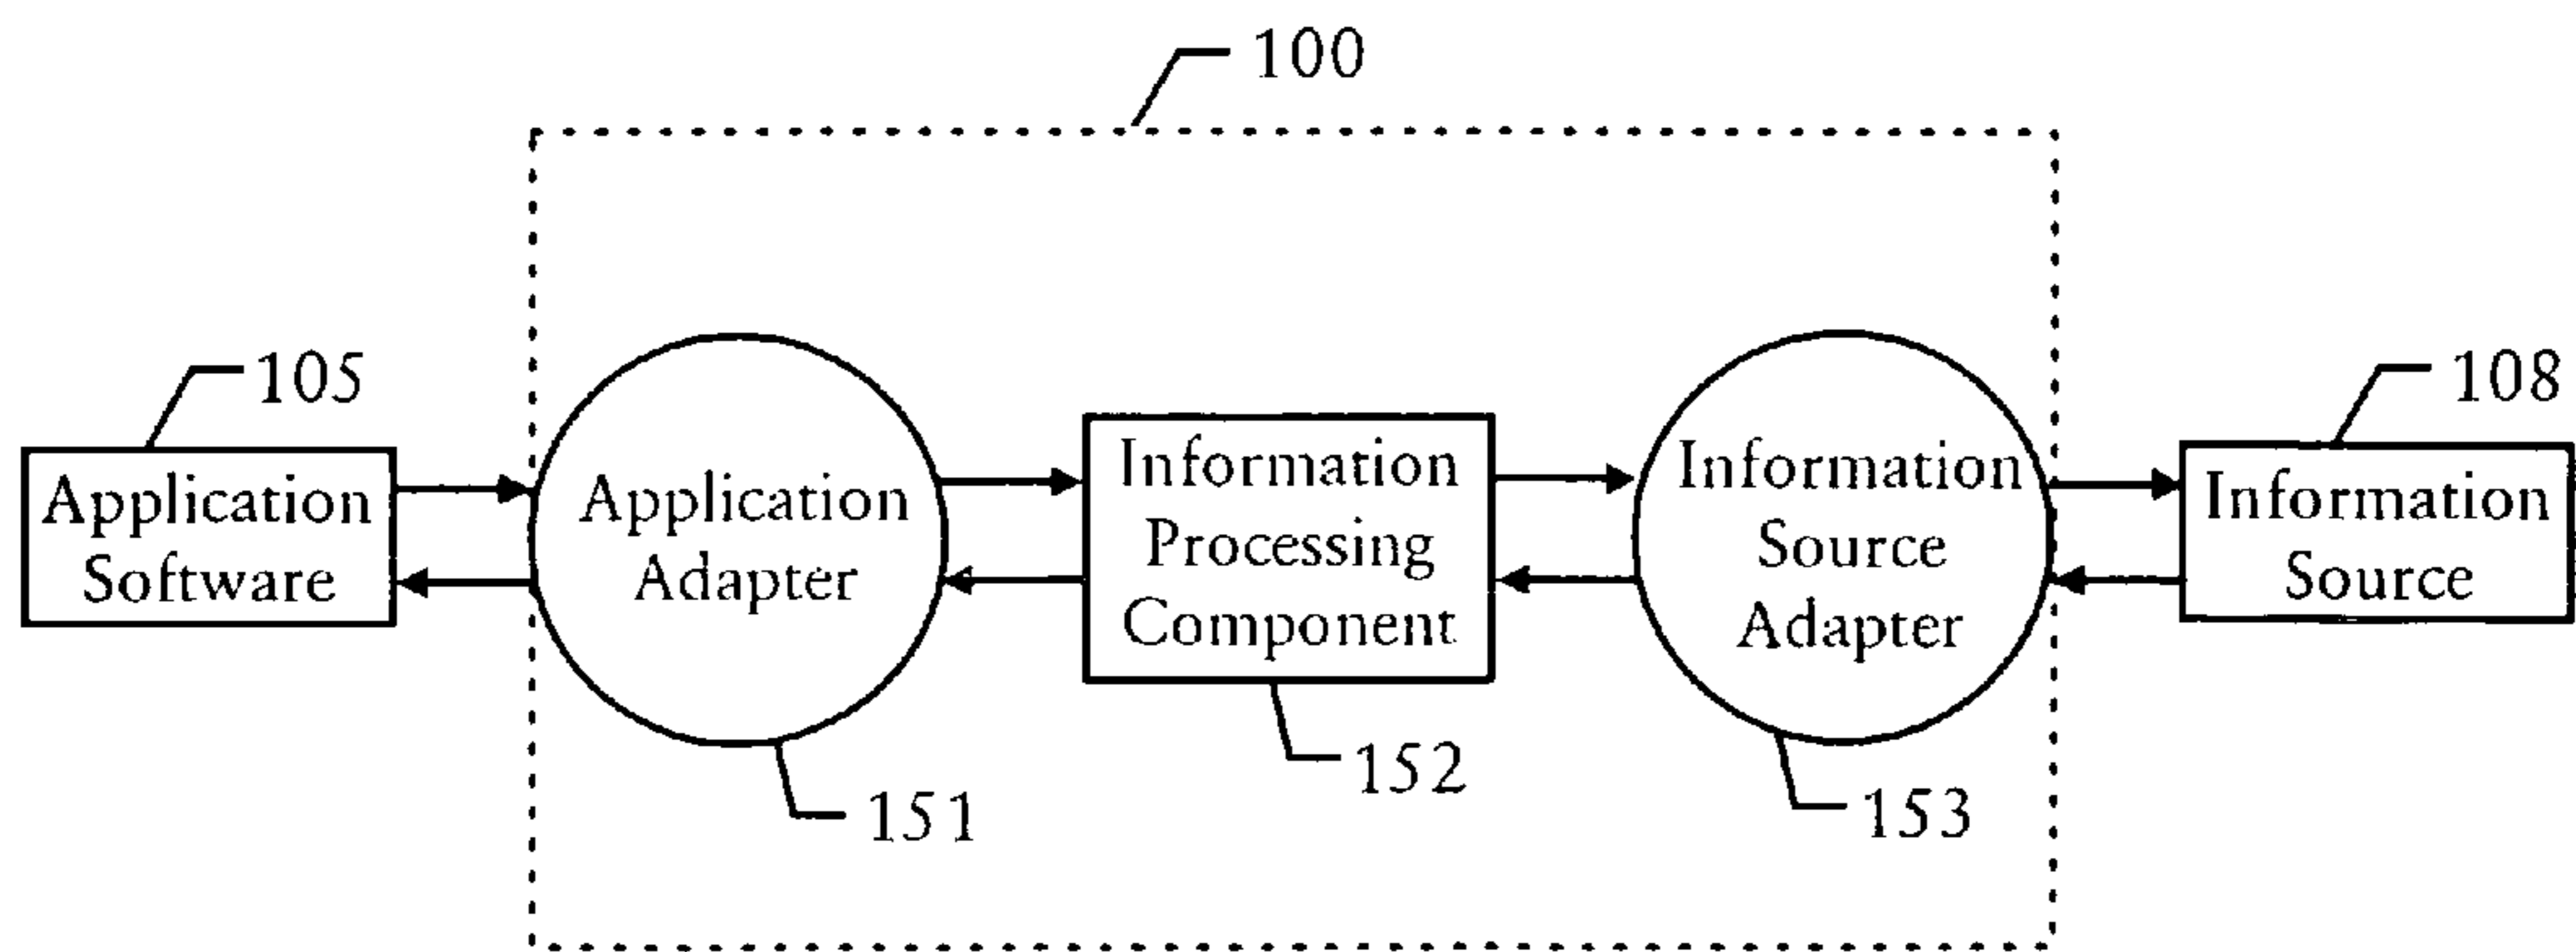 100
105
Application
Software
Application
Adapter
151
Information
Processing
Component
152
Information
Source
Adapter
153
108
Information
Source